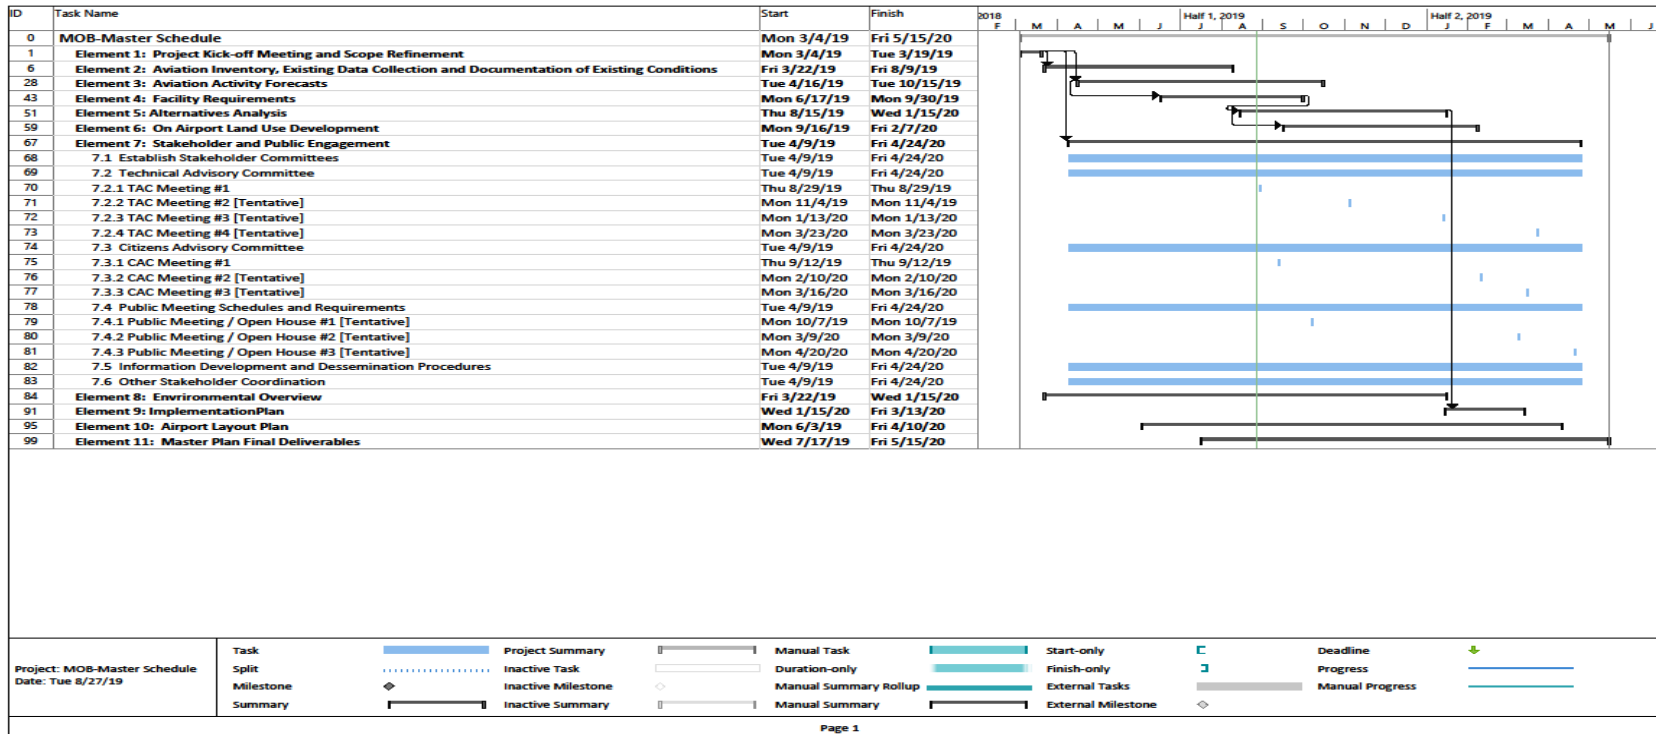 ID Task Name Start Finish 2018 Half 1, 2019 Half 2, 2019
F M A M J J A S O N D J F M A M J
0 MOB-Master Schedule Mon 3/4/19 Fri 5/15/20
1 Element 1: Project Kick-off Meeting and Scope Refinement Mon 3/4/19 Tue 3/19/19
6 Element 2: Aviation Inventory, Existing Data Collection and Documentation of Existing Conditions Fri 3/22/19 Fri 8/9/19
28 Element 3: Aviation Activity Forecasts Tue 4/16/19 Tue 10/15/19
43 Element 4: Facility Requirements Mon 6/17/19 Mon 9/30/19
51 Element 5: Alternatives Analysis Thu 8/15/19 Wed 1/15/20
59 Element 6: On Airport Land Use Development Mon 9/16/19 Fri 2/7/20
67 Element 7: Stakeholder and Public Engagement Tue 4/9/19 Fri 4/24/20
68 7.1 Establish Stakeholder Committees Tue 4/9/19 Fri 4/24/20
69 7.2 Technical Advisory Committee Tue 4/9/19 Fri 4/24/20
70 7.2.1 TAC Meeting #1 Thu 8/29/19 Thu 8/29/19
71 7.2.2 TAC Meeting #2 [Tentative] Mon 11/4/19 Mon 11/4/19
72 7.2.3 TAC Meeting #3 [Tentative] Mon 1/13/20 Mon 1/13/20
73 7.2.4 TAC Meeting #4 [Tentative] Mon 3/23/20 Mon 3/23/20
74 7.3 Citizens Advisory Committee Tue 4/9/19 Fri 4/24/20
75 7.3.1 CAC Meeting #1 Thu 9/12/19 Thu 9/12/19
76 7.3.2 CAC Meeting #2 [Tentative] Mon 2/10/20 Mon 2/10/20
77 7.3.3 CAC Meeting #3 [Tentative] Mon 3/16/20 Mon 3/16/20
78 7.4 Public Meeting Schedules and Requirements Tue 4/9/19 Fri 4/24/20
79 7.4.1 Public Meeting / Open House #1 [Tentative] Mon 10/7/19 Mon 10/7/19
80 7.4.2 Public Meeting / Open House #2 [Tentative] Mon 3/9/20 Mon 3/9/20
81 7.4.3 Public Meeting / Open House #3 [Tentative] Mon 4/20/20 Mon 4/20/20
82 7.5 Information Development and Dessemination Procedures Tue 4/9/19 Fri 4/24/20
83 7.6 Other Stakeholder Coordination Tue 4/9/19 Fri 4/24/20
84 Element 8: Envrironmental Overview Fri 3/22/19 Wed 1/15/20
91 Element 9: ImplementationPlan Wed 1/15/20 Fri 3/13/20
95 Element 10: Airport Layout Plan Mon 6/3/19 Fri 4/10/20
99 Element 11: Master Plan Final Deliverables Wed 7/17/19 Fri 5/15/20
Project: MOB-Master Schedule
Date: Tue 8/27/19
Task Project Summary Manual Task Start-only Deadline
Split Inactive Task Duration-only Finish-only Progress
Milestone Inactive Milestone Manual Summary Rollup External Tasks Manual Progress
Summary Inactive Summary Manual Summary External Milestone
Page 1